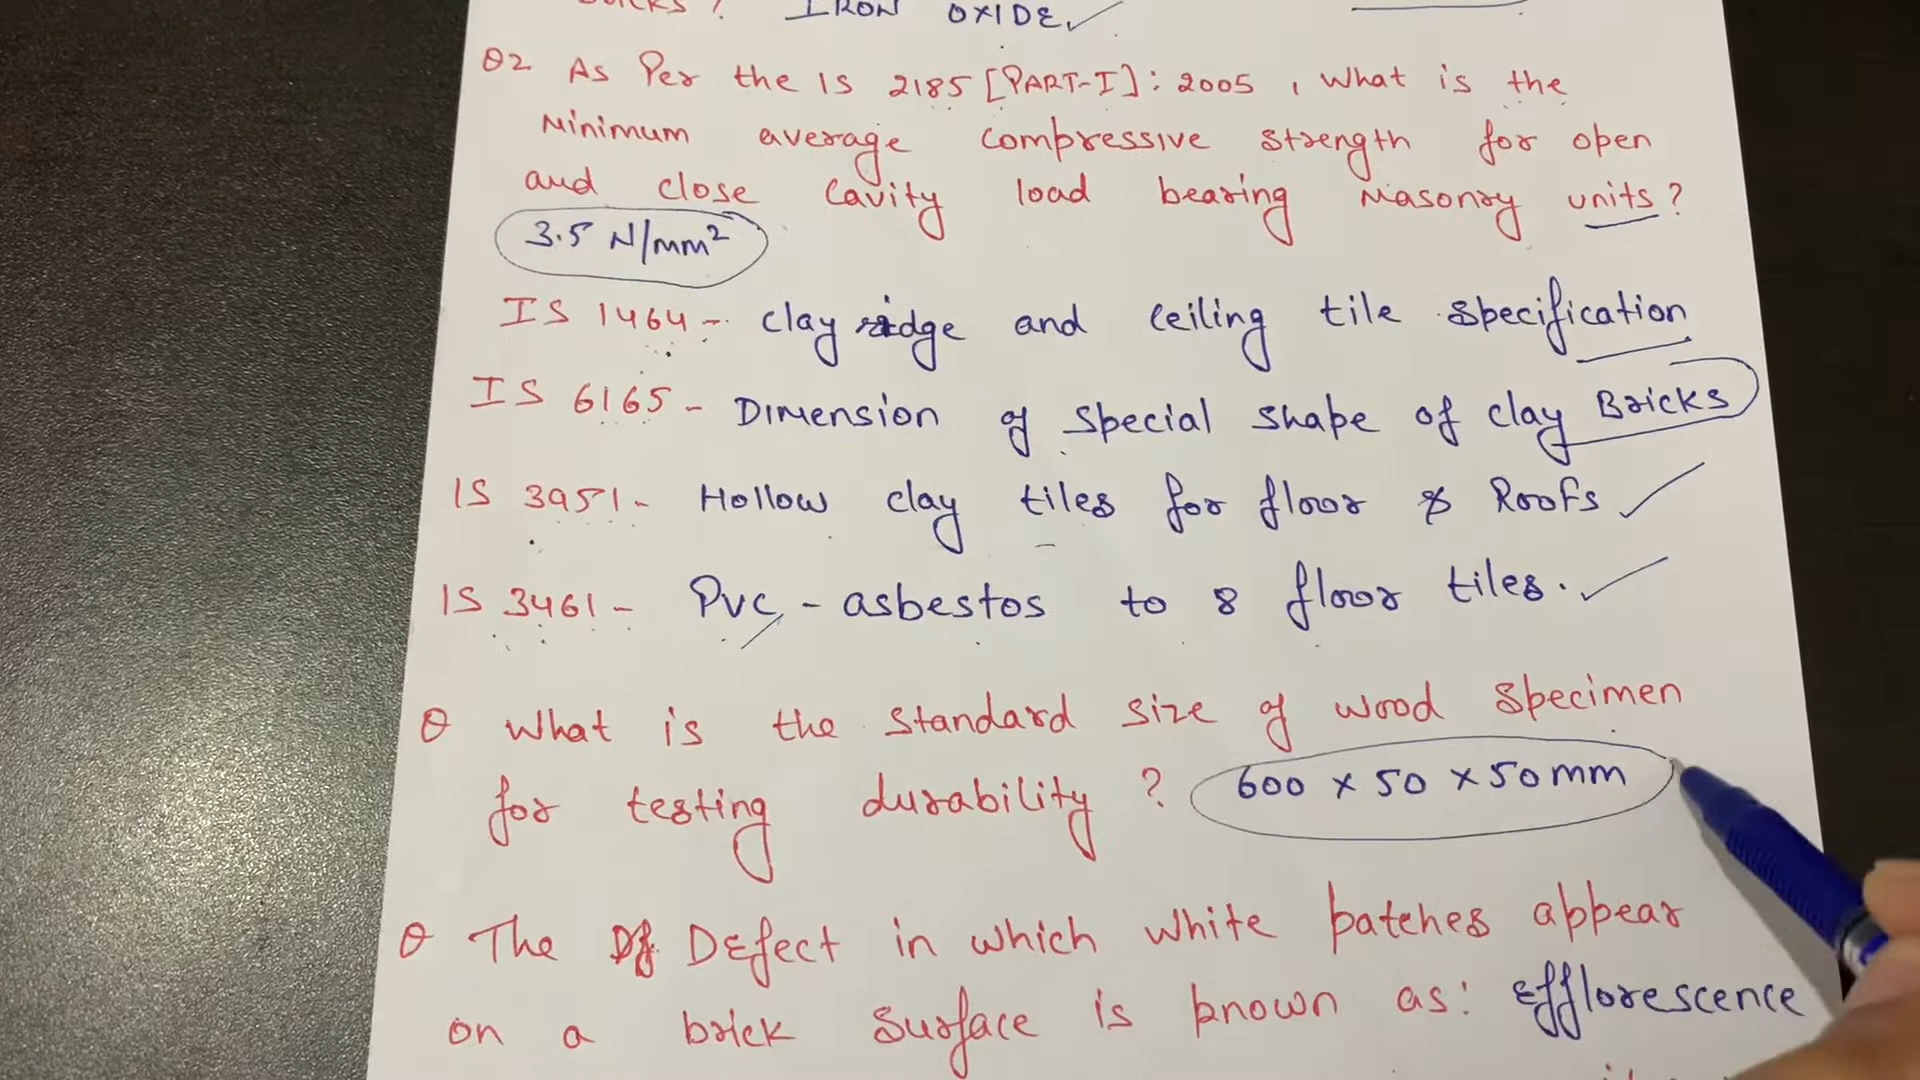 IRON OXIDE
Q2 As Per the IS 2185 [PART-I]: 2005, What is the
Minimum average compressive strength for open
and close cavity load bearing Masonry units?
3.5 N/mm²
IS 1464 - clay ridge and ceiling tile specification
IS 6165 - Dimension of special shape of clay Bricks
IS 3951 - Hollow clay tiles for floor & Roofs
IS 3461 - PVC - asbestos to 8 floor tiles.
Q What is the standard size of wood specimen
for testing durability? 600 x 50 x 50 mm
Q The Defect in which white patches appear
on a brick surface is known as: Efflorescence